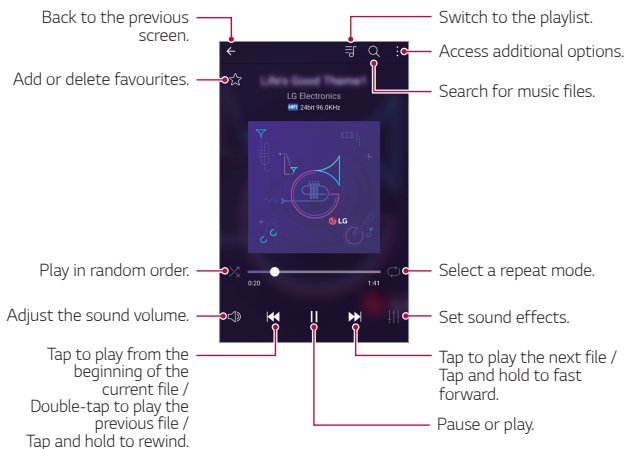 Back to the previous
screen.
Switch to the playlist.
Access additional options.
Add or delete favourites.
Search for music files.
Life's Good Theme?
LG Electronics
HIFI 24bit 96.0KHz
LG
Play in random order.
Select a repeat mode.
0:20
1:41
Adjust the sound volume.
Set sound effects.
Tap to play from the
beginning of the
current file /
Double-tap to play the
previous file /
Tap and hold to rewind.
Tap to play the next file /
Tap and hold to fast
forward.
Pause or play.